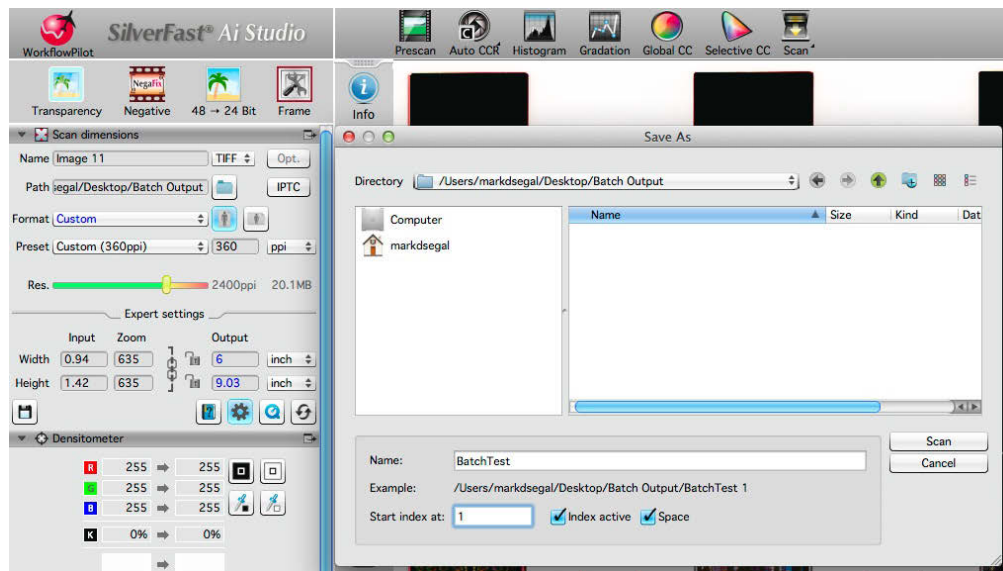 SilverFast® Ai Studio
WorkflowPilot
Prescan Auto CCR Histogram Gradation Global CC Selective CC Scan
NegaFix
Transparency Negative 48 → 24 Bit Frame
Info
Scan dimensions
Name Image 11 TIFF Opt.
Path segal/Desktop/Batch Output IPTC
Format Custom
Preset Custom (360ppi) 360 ppi
Res. 2400ppi 20.1MB
Expert settings
Input Zoom Output
Width 0.94 635 6 inch
Height 1.42 635 9.03 inch
Densitometer
R 255 ➡ 255
G 255 ➡ 255
B 255 ➡ 255
K 0% ➡ 0%
➡
Save As
Directory /Users/markdsegal/Desktop/Batch Output
Computer
markdsegal
Name Size Kind Dat
Scan
Cancel
Name: BatchTest
Example: /Users/markdsegal/Desktop/Batch Output/BatchTest 1
Start index at: 1 Index active Space